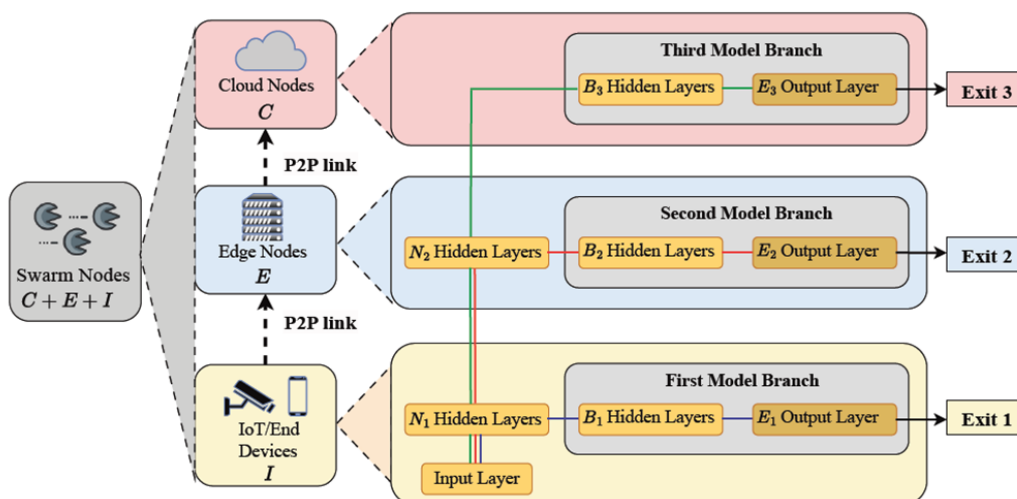 Swarm Nodes
C + E + I
Cloud Nodes
C
P2P link
Edge Nodes
E
P2P link
IoT/End
Devices
I
Third Model Branch
B₃ Hidden Layers
E₃ Output Layer
Exit 3
Second Model Branch
N₂ Hidden Layers
B₂ Hidden Layers
E₂ Output Layer
Exit 2
First Model Branch
N₁ Hidden Layers
B₁ Hidden Layers
E₁ Output Layer
Exit 1
Input Layer